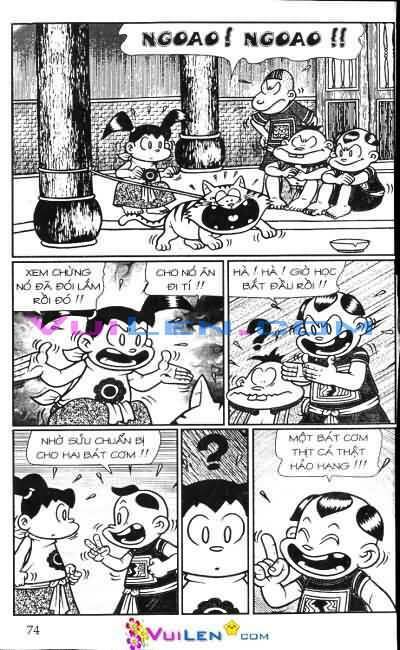 NGOAO! NGOAO!!
XEM CHỪNG
NÓ ĐÃ ĐÓI LẮM
RỒI ĐÓ!!
CHO NÓ ĂN
ĐI TÍ!!
HÀ! HÀ! GIỜ HỌC
BẮT ĐẦU RỒI!!
VUILEN.COM
?
NHỜ SỬU CHUẨN BỊ
CHO HAI BÁT CƠM!!
?
MỘT BÁT CƠM
THỊT CÁ THẬT
HẢO HẠNG!!!
74
VUILEN COM